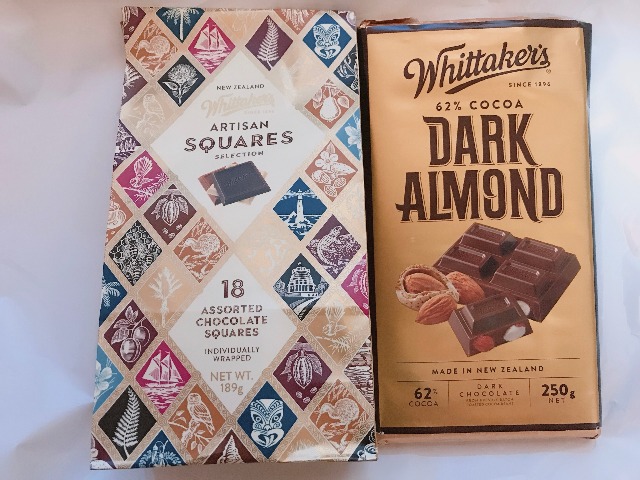 NEW ZEALAND
Whittaker's
ARTISAN
SQUARES
SELECTION
18
ASSORTED
CHOCOLATE
SQUARES
INDIVIDUALLY
WRAPPED
NET WT.
189g
Whittaker's
SINCE 1896
62% COCOA
DARK
ALMOND
MADE IN NEW ZEALAND
62%
COCOA
DARK
CHOCOLATE
250g
NET